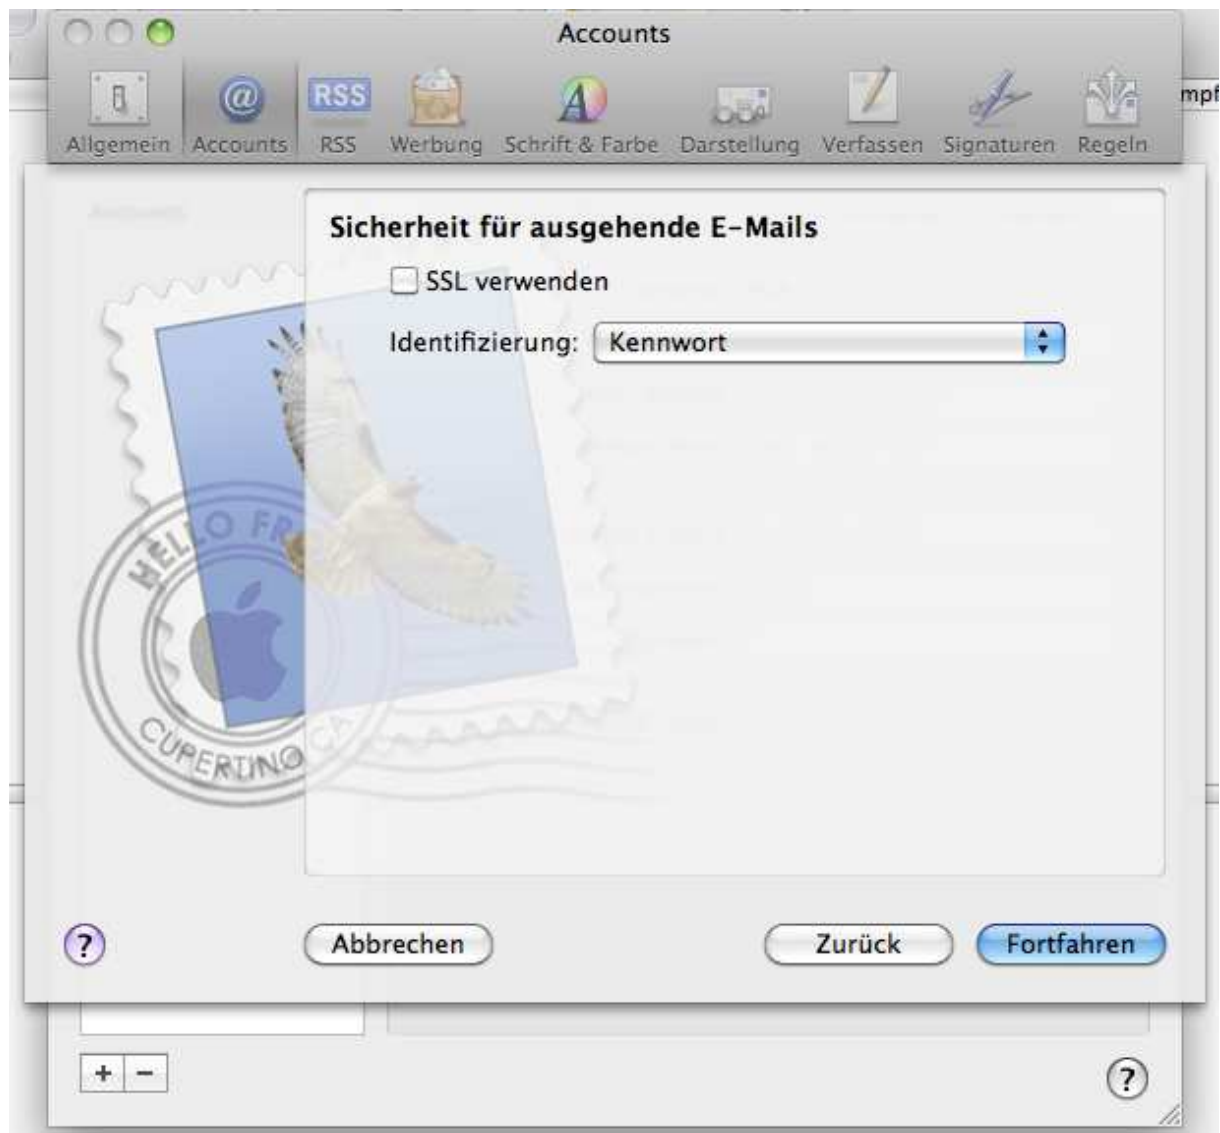 Accounts
RSS
Allgemein Accounts RSS Werbung Schrift & Farbe Darstellung Verfassen Signaturen Regeln
mpf
Sicherheit für ausgehende E-Mails
SSL verwenden
Identifizierung: Kennwort
HELLO FR
CUPERTINO CA
? Abbrechen Zurück Fortfahren
+ − ?